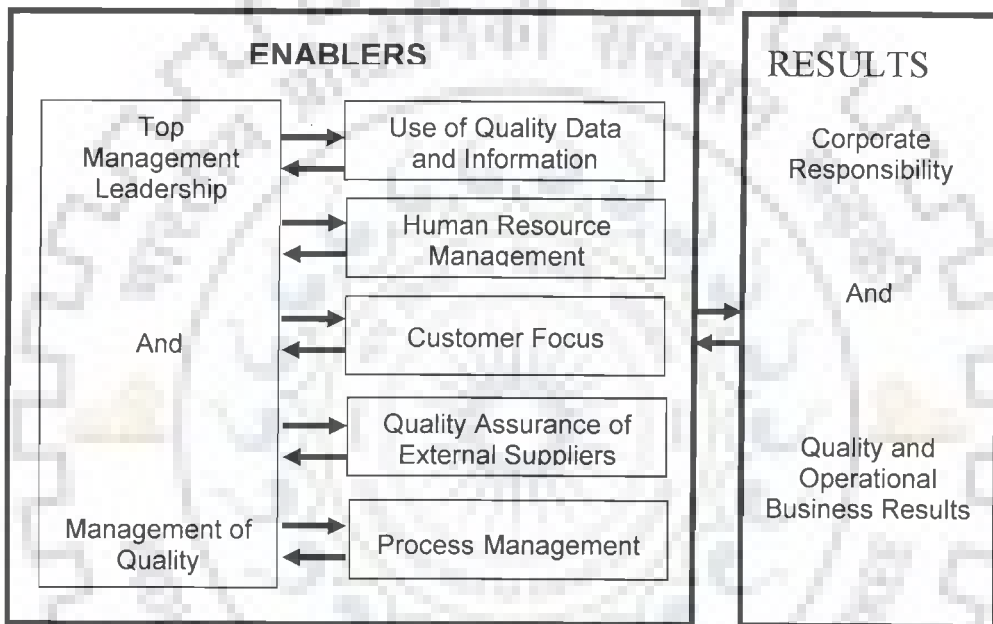 ENABLERS
Top
Management
Leadership
And
Management of
Quality
Use of Quality Data
and Information
Human Resource
Management
Customer Focus
Quality Assurance of
External Suppliers
Process Management
RESULTS
Corporate
Responsibility
And
Quality and
Operational
Business Results